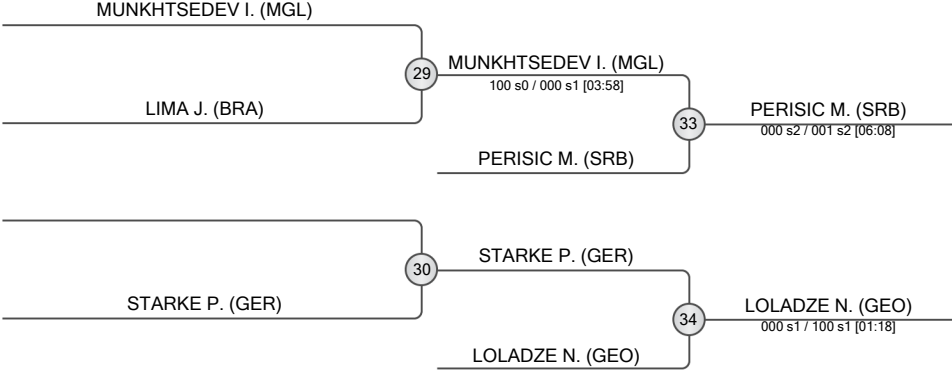 MUNKHTSEDEV I. (MGL)
29
MUNKHTSEDEV I. (MGL)
100 s0 / 000 s1 [03:58]
LIMA J. (BRA)
33
PERISIC M. (SRB)
000 s2 / 001 s2 [06:08]
PERISIC M. (SRB)
30
STARKE P. (GER)
STARKE P. (GER)
34
LOLADZE N. (GEO)
000 s1 / 100 s1 [01:18]
LOLADZE N. (GEO)